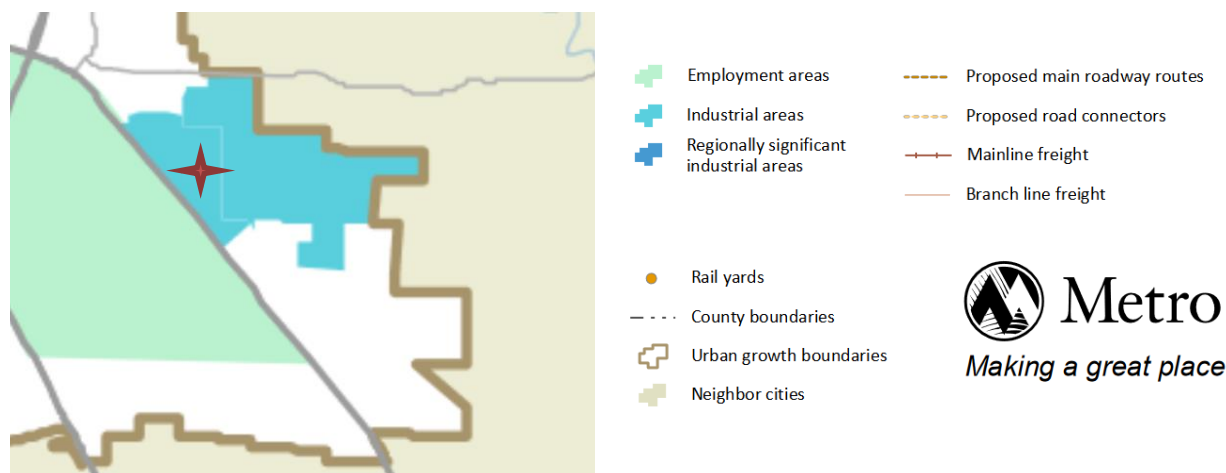 Employment areas
Industrial areas
Regionally significant
industrial areas
Proposed main roadway routes
Proposed road connectors
Mainline freight
Branch line freight
Rail yards
County boundaries
Urban growth boundaries
Neighbor cities
Metro
Making a great place